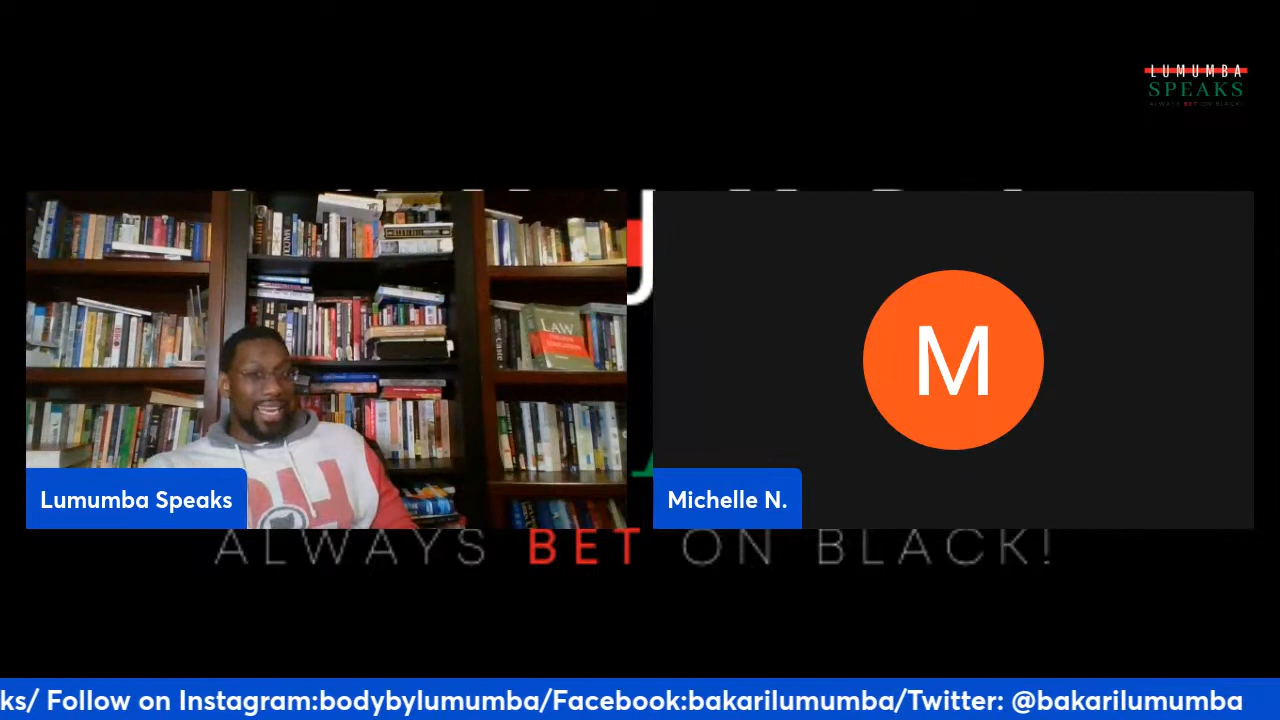 LUMUMBA
SPEAKS
ALWAYS BET ON BLACK!
LAW
M
Lumumba Speaks
Michelle N.
ALWAYS BET ON BLACK!
ks/ Follow on Instagram:bodybylumumba/Facebook:bakarilumumba/Twitter: @bakarilumumba